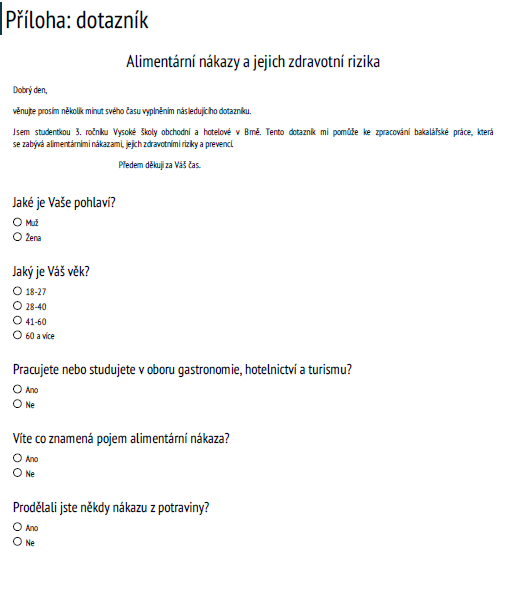 Příloha: dotazník
Alimentární nákazy a jejich zdravotní rizika
Dobrý den,
věnujte prosím několik minut svého času vyplněním následujícího dotazníku.
Jsem studentkou 3. ročníku Vysoké školy obchodní a hotelové v Brně. Tento dotazník mi pomůže ke zpracování bakalářské práce, která
se zabývá alimentárními nákazami, jejich zdravotními riziky a prevencí.
Předem děkuji za Váš čas.
Jaké je Vaše pohlaví?
Muž
Žena
Jaký je Váš věk?
18-27
28-40
41-60
60 a více
Pracujete nebo studujete v oboru gastronomie, hotelnictví a turismu?
Ano
Ne
Víte co znamená pojem alimentární nákaza?
Ano
Ne
Prodělali jste někdy nákazu z potraviny?
Ano
Ne